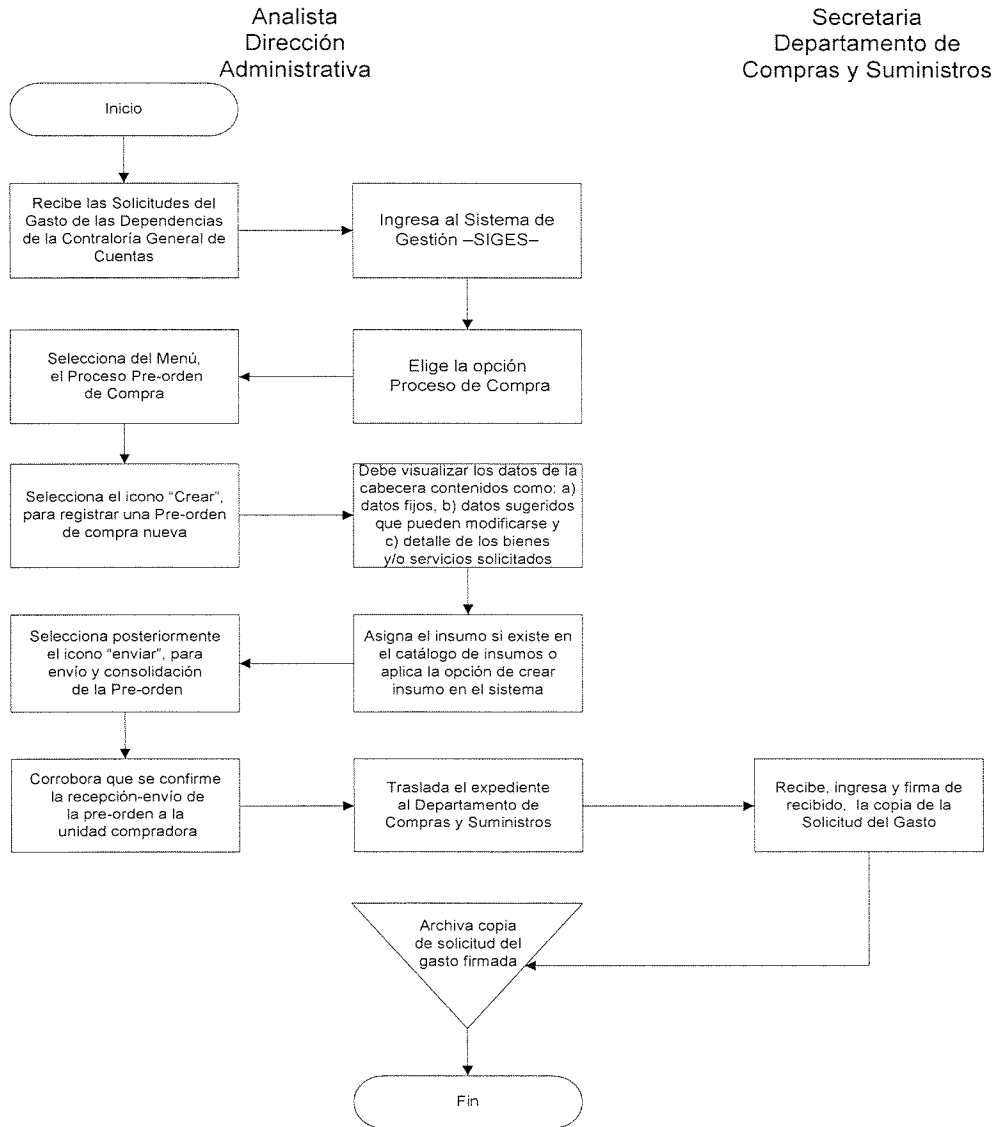 Analista
Dirección
Administrativa
Secretaria
Departamento de
Compras y Suministros
Inicio
Recibe las Solicitudes del
Gasto de las Dependencias
de la Contraloría General de
Cuentas
Ingresa al Sistema de
Gestión –SIGES–
Elige la opción
Proceso de Compra
Selecciona del Menú,
el Proceso Pre-orden
de Compra
Selecciona el icono “Crear”,
para registrar una Pre-orden
de compra nueva
Debe visualizar los datos de la
cabecera contenidos como: a)
datos fijos, b) datos sugeridos
que pueden modificarse y
c) detalle de los bienes
y/o servicios solicitados
Asigna el insumo si existe en
el catálogo de insumos o
aplica la opción de crear
insumo en el sistema
Selecciona posteriormente
el icono “enviar”, para
envío y consolidación
de la Pre-orden
Corrobora que se confirme
la recepción-envío de
la pre-orden a la
unidad compradora
Traslada el expediente
al Departamento de
Compras y Suministros
Recibe, ingresa y firma de
recibido, la copia de la
Solicitud del Gasto
Archiva copia
de solicitud del
gasto firmada
Fin